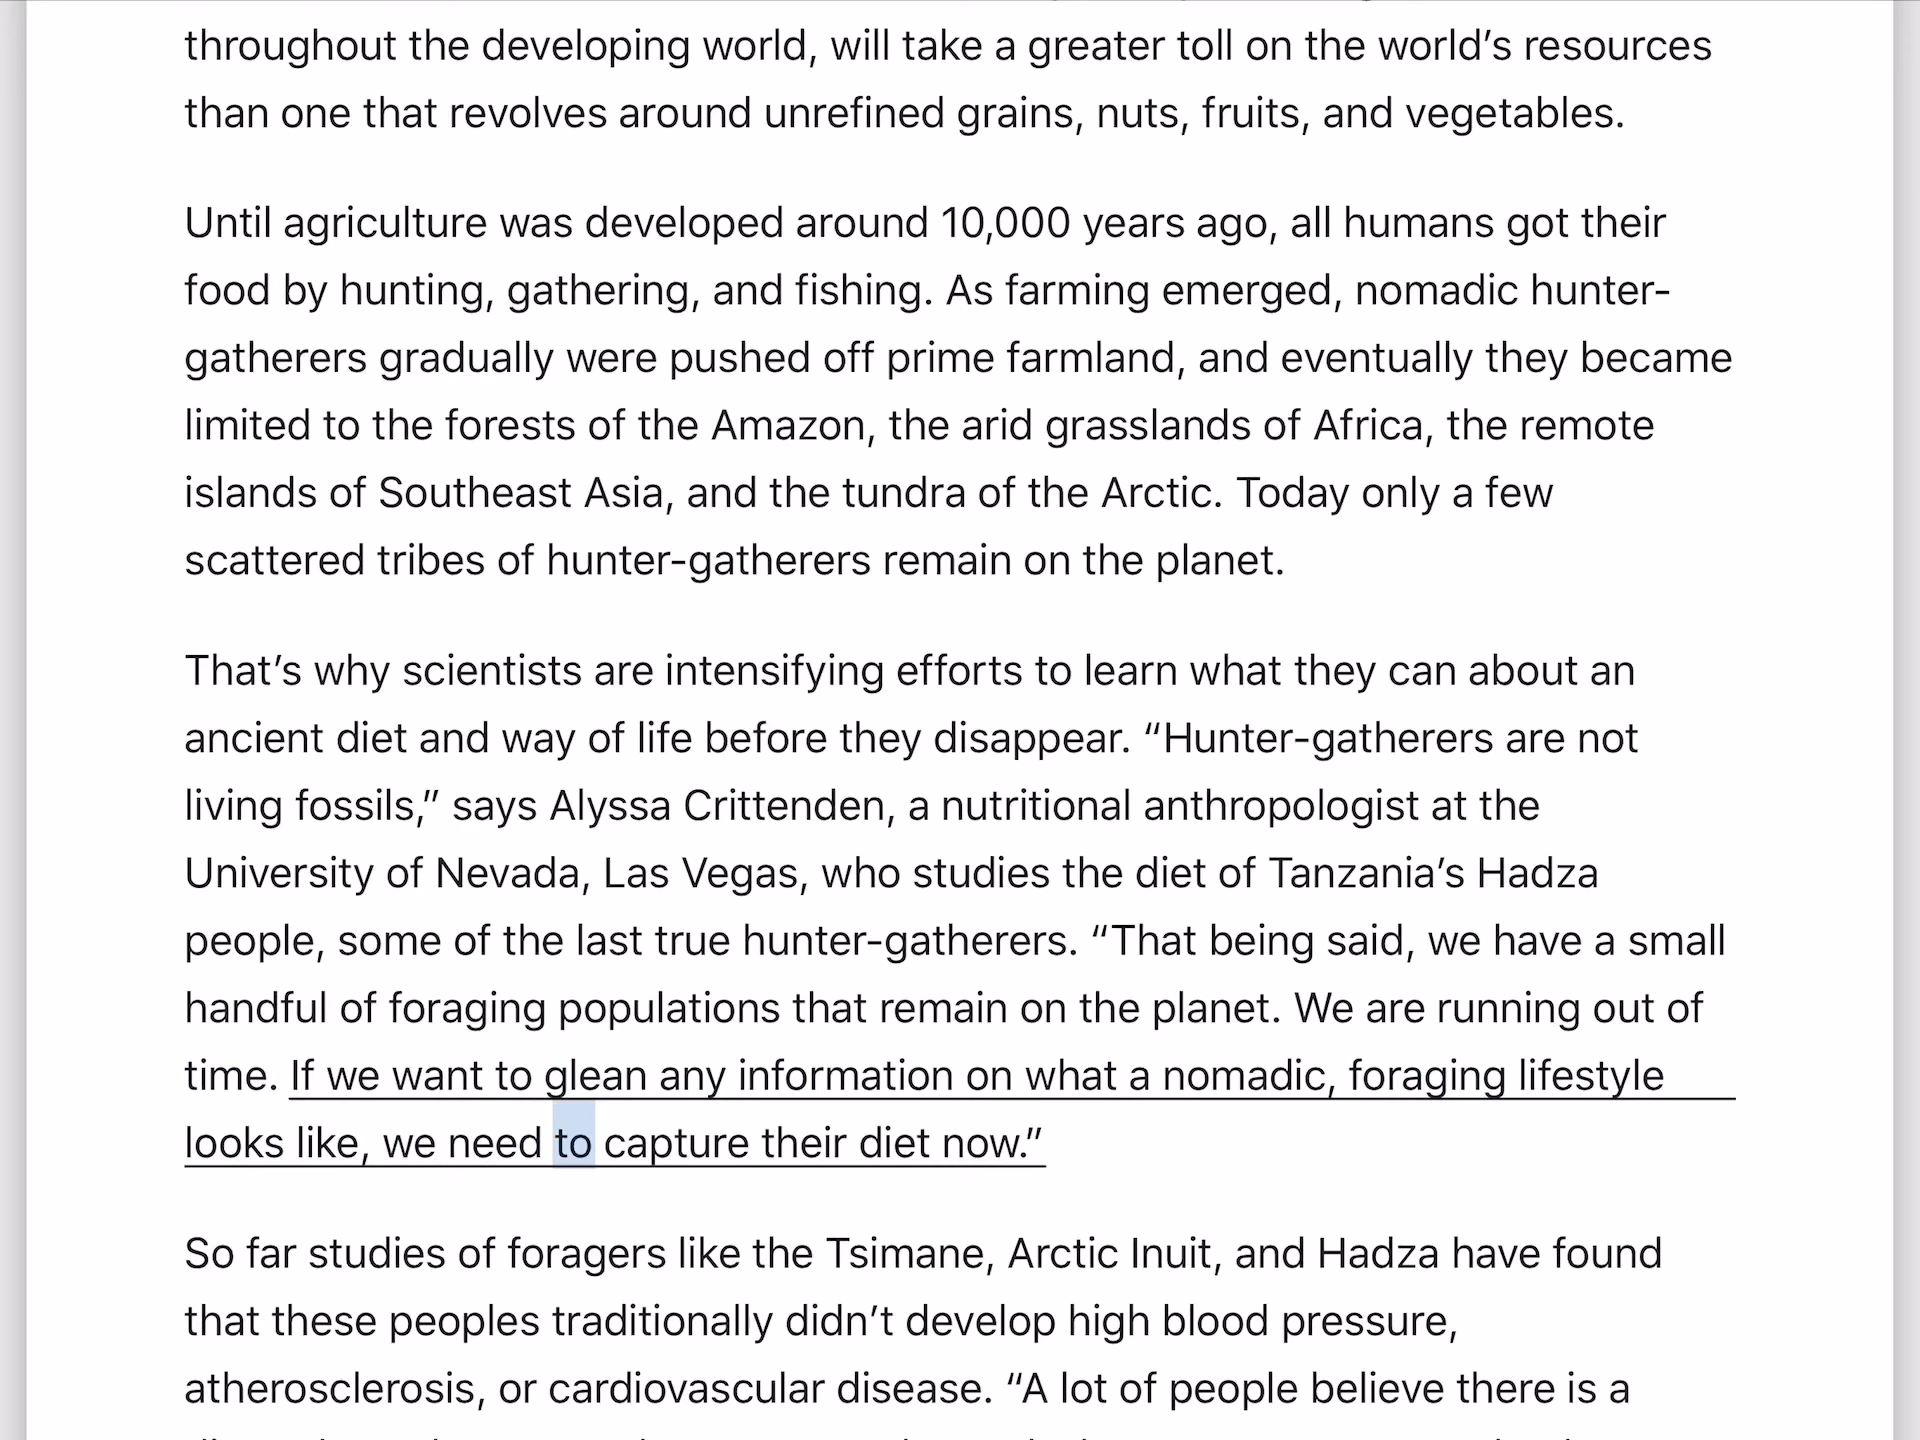 throughout the developing world, will take a greater toll on the world’s resources
than one that revolves around unrefined grains, nuts, fruits, and vegetables.
Until agriculture was developed around 10,000 years ago, all humans got their
food by hunting, gathering, and fishing. As farming emerged, nomadic hunter-
gatherers gradually were pushed off prime farmland, and eventually they became
limited to the forests of the Amazon, the arid grasslands of Africa, the remote
islands of Southeast Asia, and the tundra of the Arctic. Today only a few
scattered tribes of hunter-gatherers remain on the planet.
That’s why scientists are intensifying efforts to learn what they can about an
ancient diet and way of life before they disappear. “Hunter-gatherers are not
living fossils,” says Alyssa Crittenden, a nutritional anthropologist at the
University of Nevada, Las Vegas, who studies the diet of Tanzania’s Hadza
people, some of the last true hunter-gatherers. “That being said, we have a small
handful of foraging populations that remain on the planet. We are running out of
time. If we want to glean any information on what a nomadic, foraging lifestyle
looks like, we need to capture their diet now.”
So far studies of foragers like the Tsimane, Arctic Inuit, and Hadza have found
that these peoples traditionally didn’t develop high blood pressure,
atherosclerosis, or cardiovascular disease. “A lot of people believe there is a